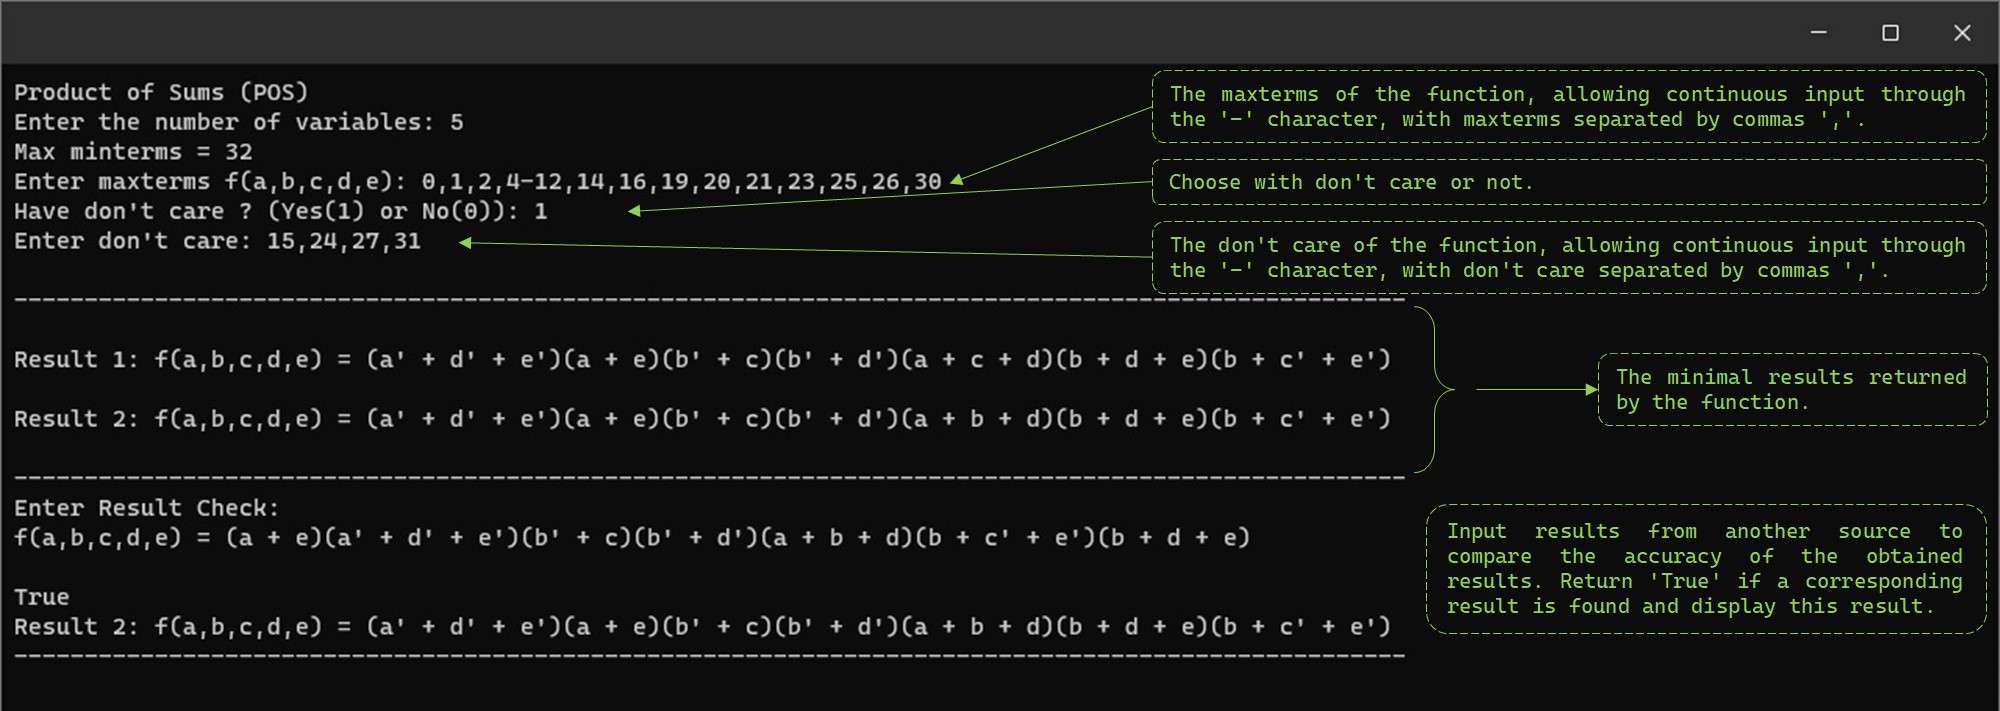 Product of Sums (POS)
Enter the number of variables: 5
Max minterms = 32
Enter maxterms f(a,b,c,d,e): 0,1,2,4-12,14,16,19,20,21,23,25,26,30
Have don't care ? (Yes(1) or No(0)): 1
Enter don't care: 15,24,27,31
The maxterms of the function, allowing continuous input through
the '-' character, with maxterms separated by commas ','.
Choose with don't care or not.
The don't care of the function, allowing continuous input through
the '-' character, with don't care separated by commas ','.
Result 1: f(a,b,c,d,e) = (a' + d' + e')(a + e)(b' + c)(b' + d')(a + c + d)(b + d + e)(b + c' + e')
Result 2: f(a,b,c,d,e) = (a' + d' + e')(a + e)(b' + c)(b' + d')(a + b + d)(b + d + e)(b + c' + e')
The minimal results returned
by the function.
Enter Result Check:
f(a,b,c,d,e) = (a + e)(a' + d' + e')(b' + c)(b' + d')(a + b + d)(b + c' + e')(b + d + e)
True
Result 2: f(a,b,c,d,e) = (a' + d' + e')(a + e)(b' + c)(b' + d')(a + b + d)(b + d + e)(b + c' + e')
Input results from another source to
compare the accuracy of the obtained
results. Return 'True' if a corresponding
result is found and display this result.